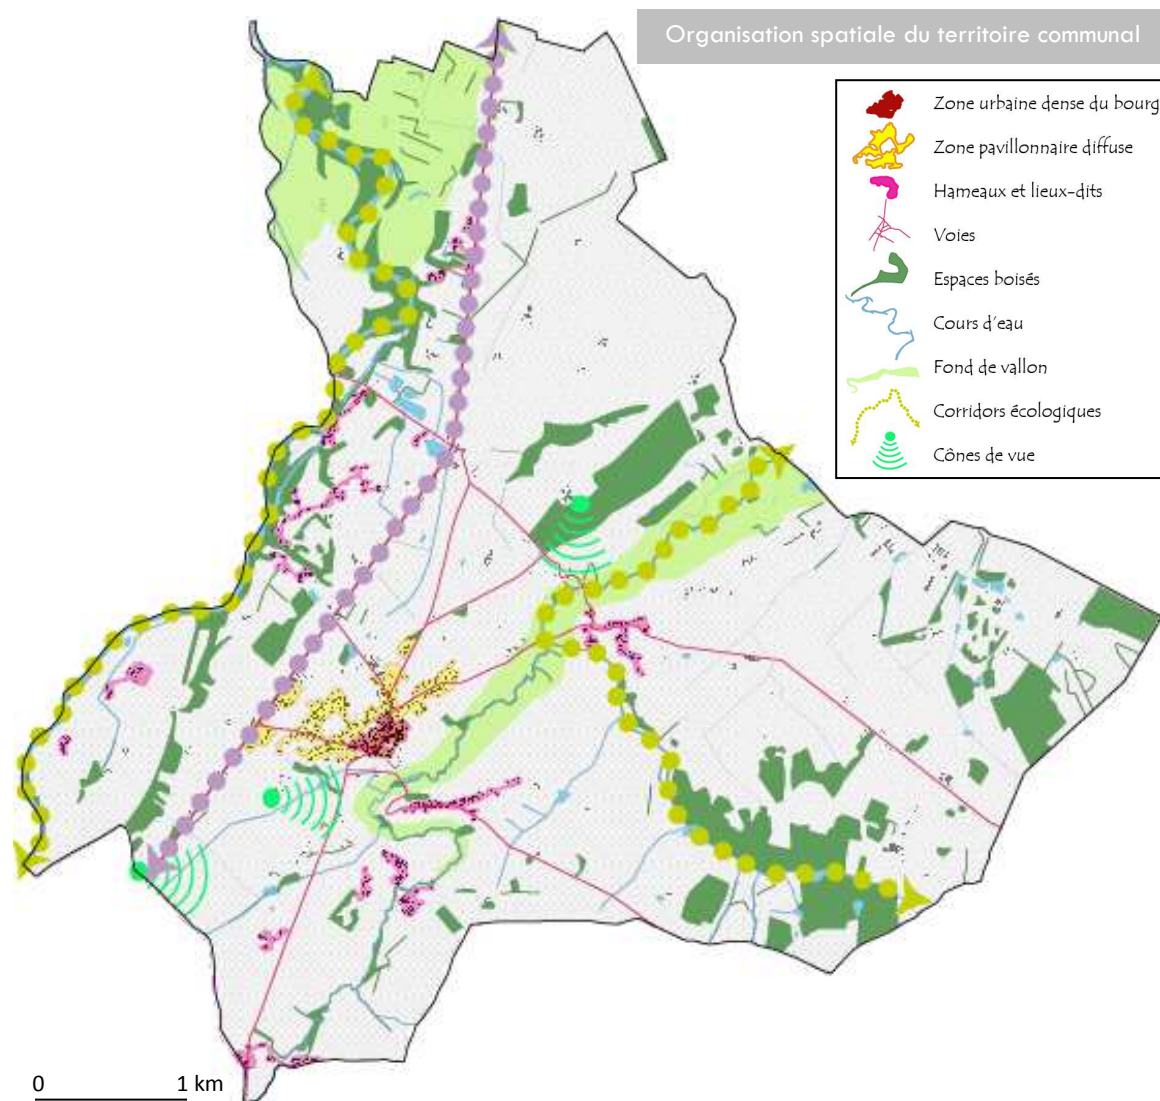 Organisation spatiale du territoire communal
Zone urbaine dense du bourg
Zone pavillonnaire diffuse
Hameaux et lieux-dits
Voies
Espaces boisés
Cours d'eau
Fond de vallon
Corridors écologiques
Cônes de vue
0 1 km